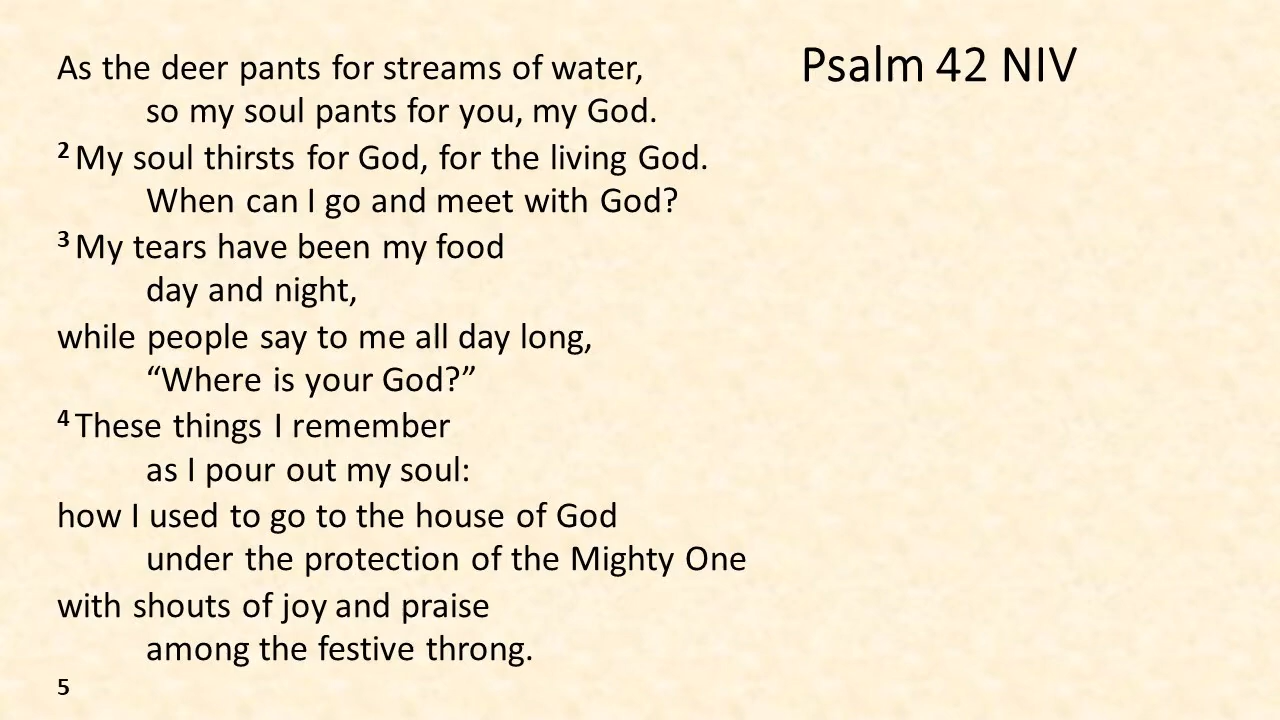 Psalm 42 NIV
As the deer pants for streams of water,
so my soul pants for you, my God.
2 My soul thirsts for God, for the living God.
When can I go and meet with God?
3 My tears have been my food
day and night,
while people say to me all day long,
“Where is your God?”
4 These things I remember
as I pour out my soul:
how I used to go to the house of God
under the protection of the Mighty One
with shouts of joy and praise
among the festive throng.
5